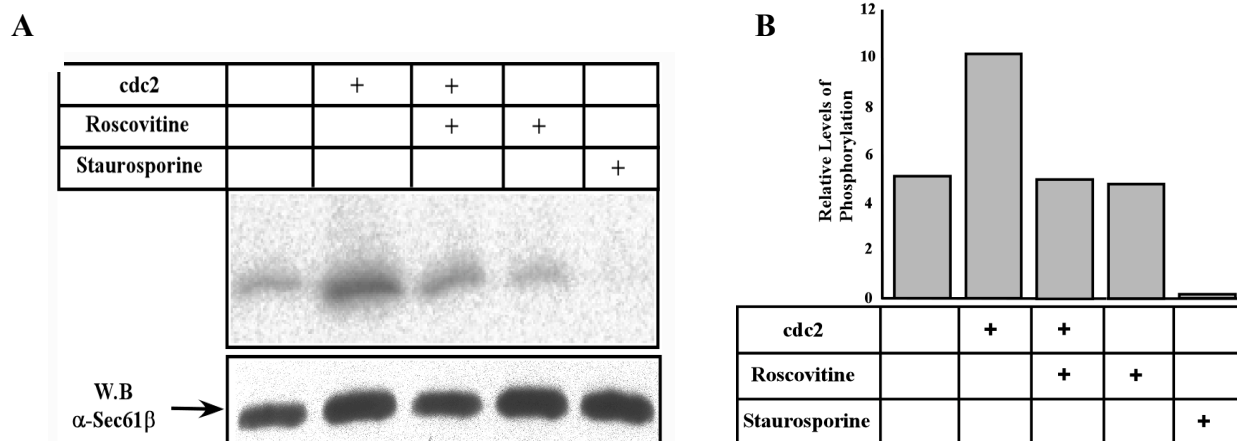 A
cdc2 + +
Roscovitine + +
Staurosporine +
W.B
α-Sec61β
B
Relative Levels of
Phosphorylation
12
10
8
6
4
2
0
cdc2 + +
Roscovitine + +
Staurosporine +